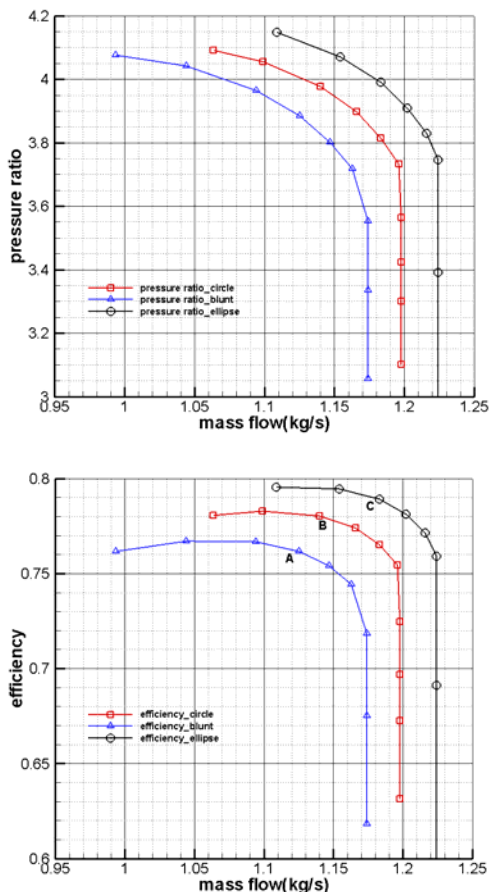 4.2
4
3.8
3.6
3.4
3.2
3
pressure ratio
pressure ratio_circle
pressure ratio_blunt
pressure ratio_ellipse
0.95 1 1.05 1.1 1.15 1.2 1.25
mass flow(kg/s)
0.8
0.75
0.7
0.65
0.6
efficiency
A
B
C
efficiency_circle
efficiency_blunt
efficiency_ellipse
0.95 1 1.05 1.1 1.15 1.2 1.25
mass flow(kg/s)